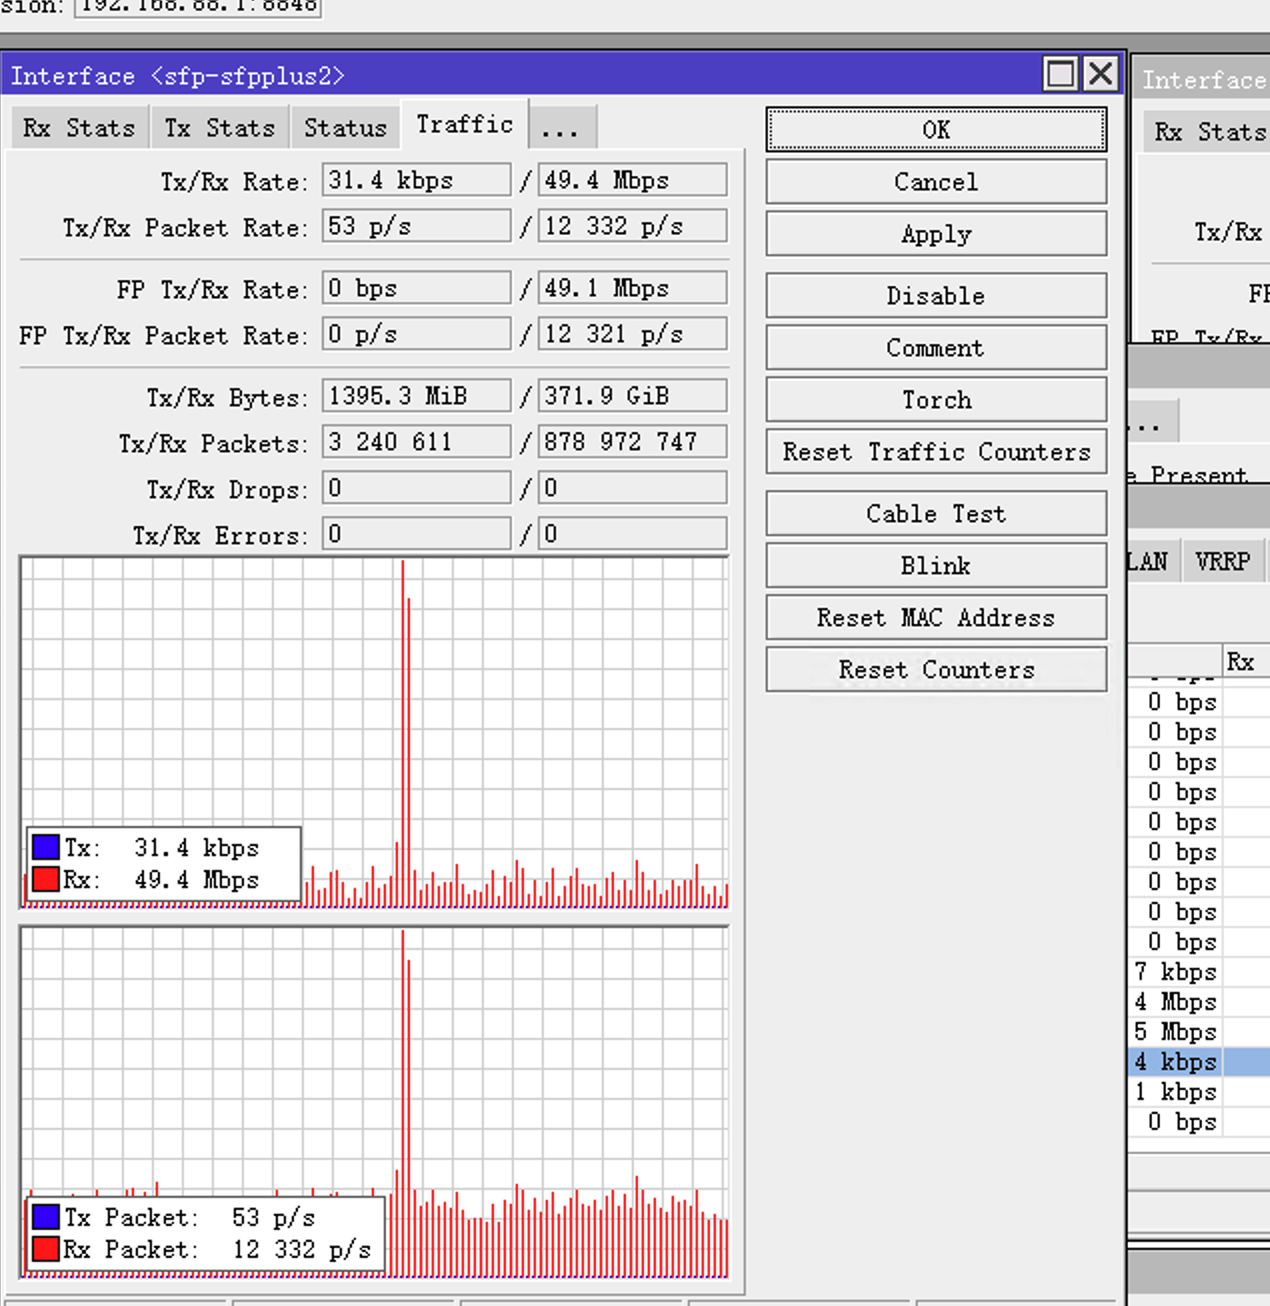 sion: 192.168.88.1:8848
Interface <sfp-sfpplus2>
Rx Stats Tx Stats Status Traffic ...
Tx/Rx Rate: 31.4 kbps / 49.4 Mbps
Tx/Rx Packet Rate: 53 p/s / 12 332 p/s
FP Tx/Rx Rate: 0 bps / 49.1 Mbps
FP Tx/Rx Packet Rate: 0 p/s / 12 321 p/s
Tx/Rx Bytes: 1395.3 MiB / 371.9 GiB
Tx/Rx Packets: 3 240 611 / 878 972 747
Tx/Rx Drops: 0 / 0
Tx/Rx Errors: 0 / 0
Tx: 31.4 kbps
Rx: 49.4 Mbps
Tx Packet: 53 p/s
Rx Packet: 12 332 p/s
OK
Cancel
Apply
Disable
Comment
Torch
Reset Traffic Counters
Cable Test
Blink
Reset MAC Address
Reset Counters
Interface
Rx Stats
Tx/Rx
FP
FP Tx/Rx
...
e Present
LAN VRRP
Rx
0 bps
0 bps
0 bps
0 bps
0 bps
0 bps
0 bps
0 bps
0 bps
7 kbps
4 Mbps
5 Mbps
4 kbps
1 kbps
0 bps